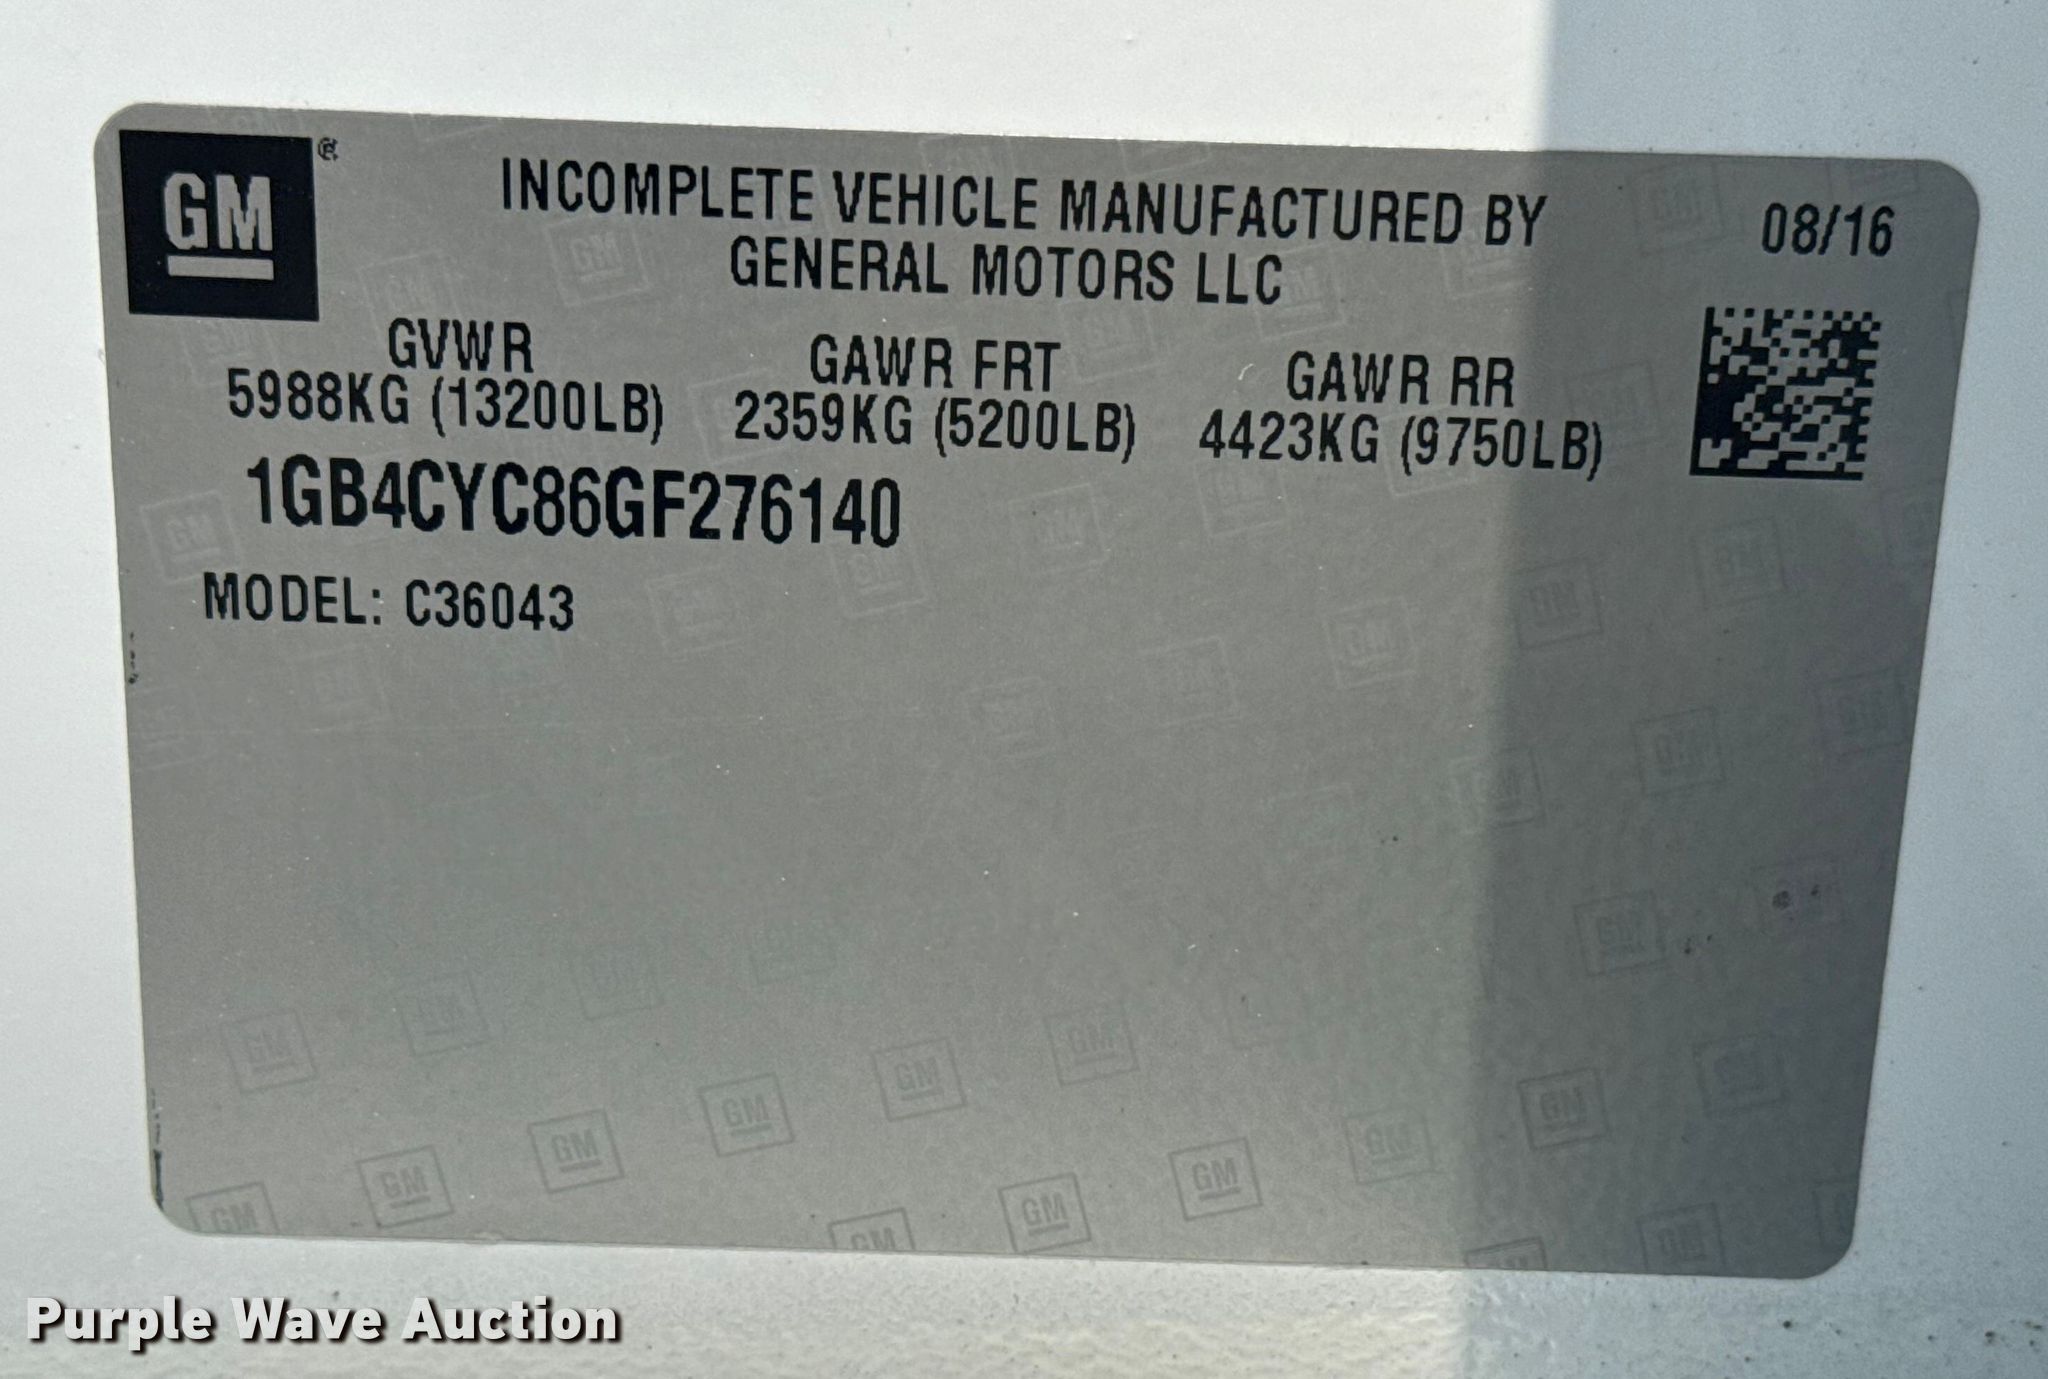 GM
INCOMPLETE VEHICLE MANUFACTURED BY
GENERAL MOTORS LLC
08/16
GVWR
5988KG (13200LB)
GAWR FRT
2359KG (5200LB)
GAWR RR
4423KG (9750LB)
1GB4CYC86GF276140
MODEL: C36043
Purple Wave Auction